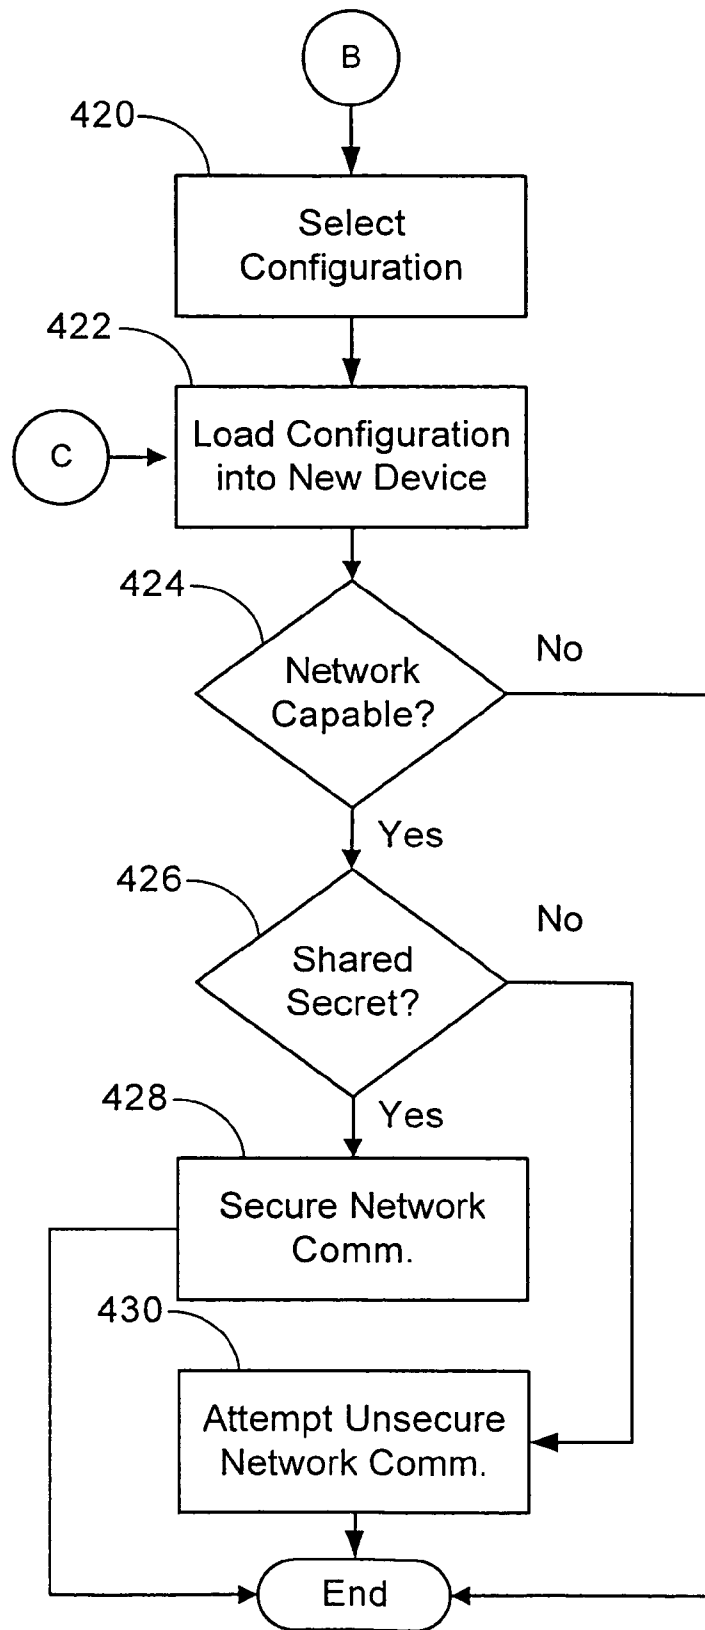 B
420
Select
Configuration
422
C
Load Configuration
into New Device
424
Network
Capable?
No
Yes
426
Shared
Secret?
No
Yes
428
Secure Network
Comm.
430
Attempt Unsecure
Network Comm.
End